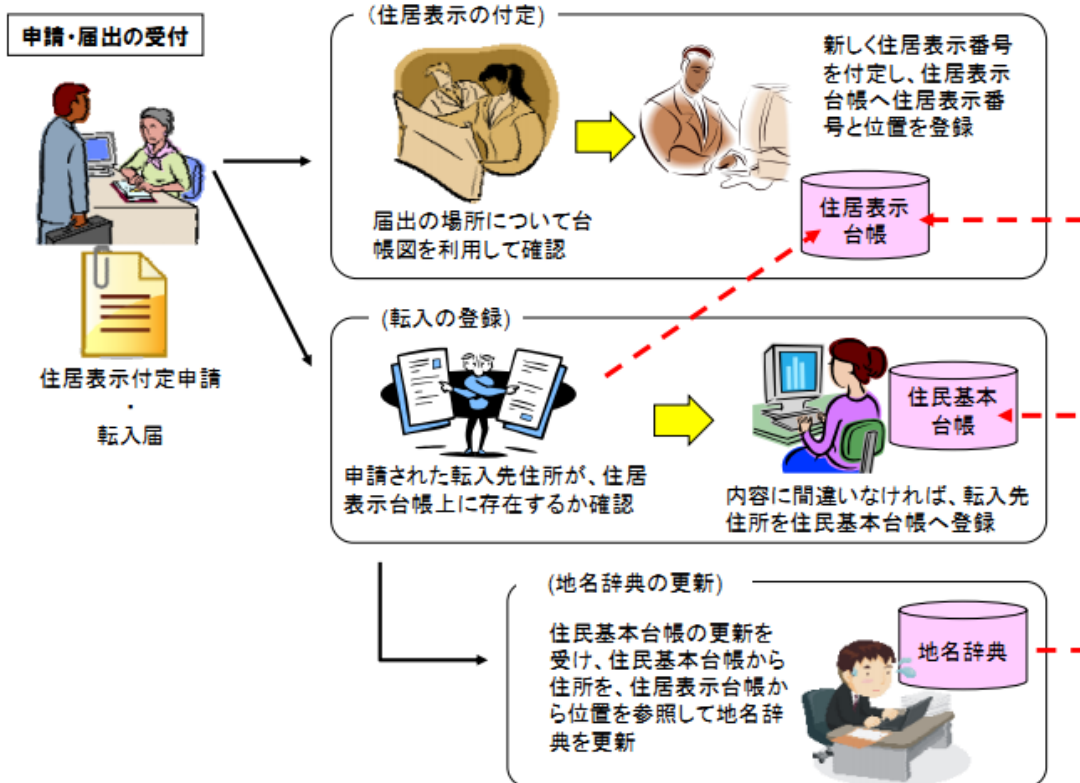 申請・届出の受付
住居表示付定申請
・
転入届
(住居表示の付定)
届出の場所について台
帳図を利用して確認
新しく住居表示番号
を付定し、住居表示
台帳へ住居表示番
号と位置を登録
住居表示
台帳
(転入の登録)
申請された転入先住所が、住居
表示台帳上に存在するか確認
住民基本
台帳
内容に間違いなければ、転入先
住所を住民基本台帳へ登録
(地名辞典の更新)
住民基本台帳の更新を
受け、住民基本台帳から
住所を、住居表示台帳か
ら位置を参照して地名辞
典を更新
地名辞典